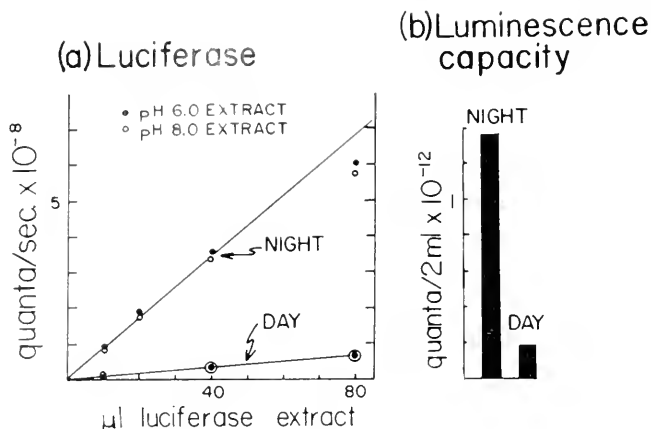 (a) Luciferase
(b) Luminescence
capacity
• pH 6.0 EXTRACT
○ pH 8.0 EXTRACT
quanta/sec. x 10⁻⁸
5
NIGHT
DAY
40
80
µl luciferase extract
NIGHT
DAY
quanta/2ml x 10⁻¹²
1